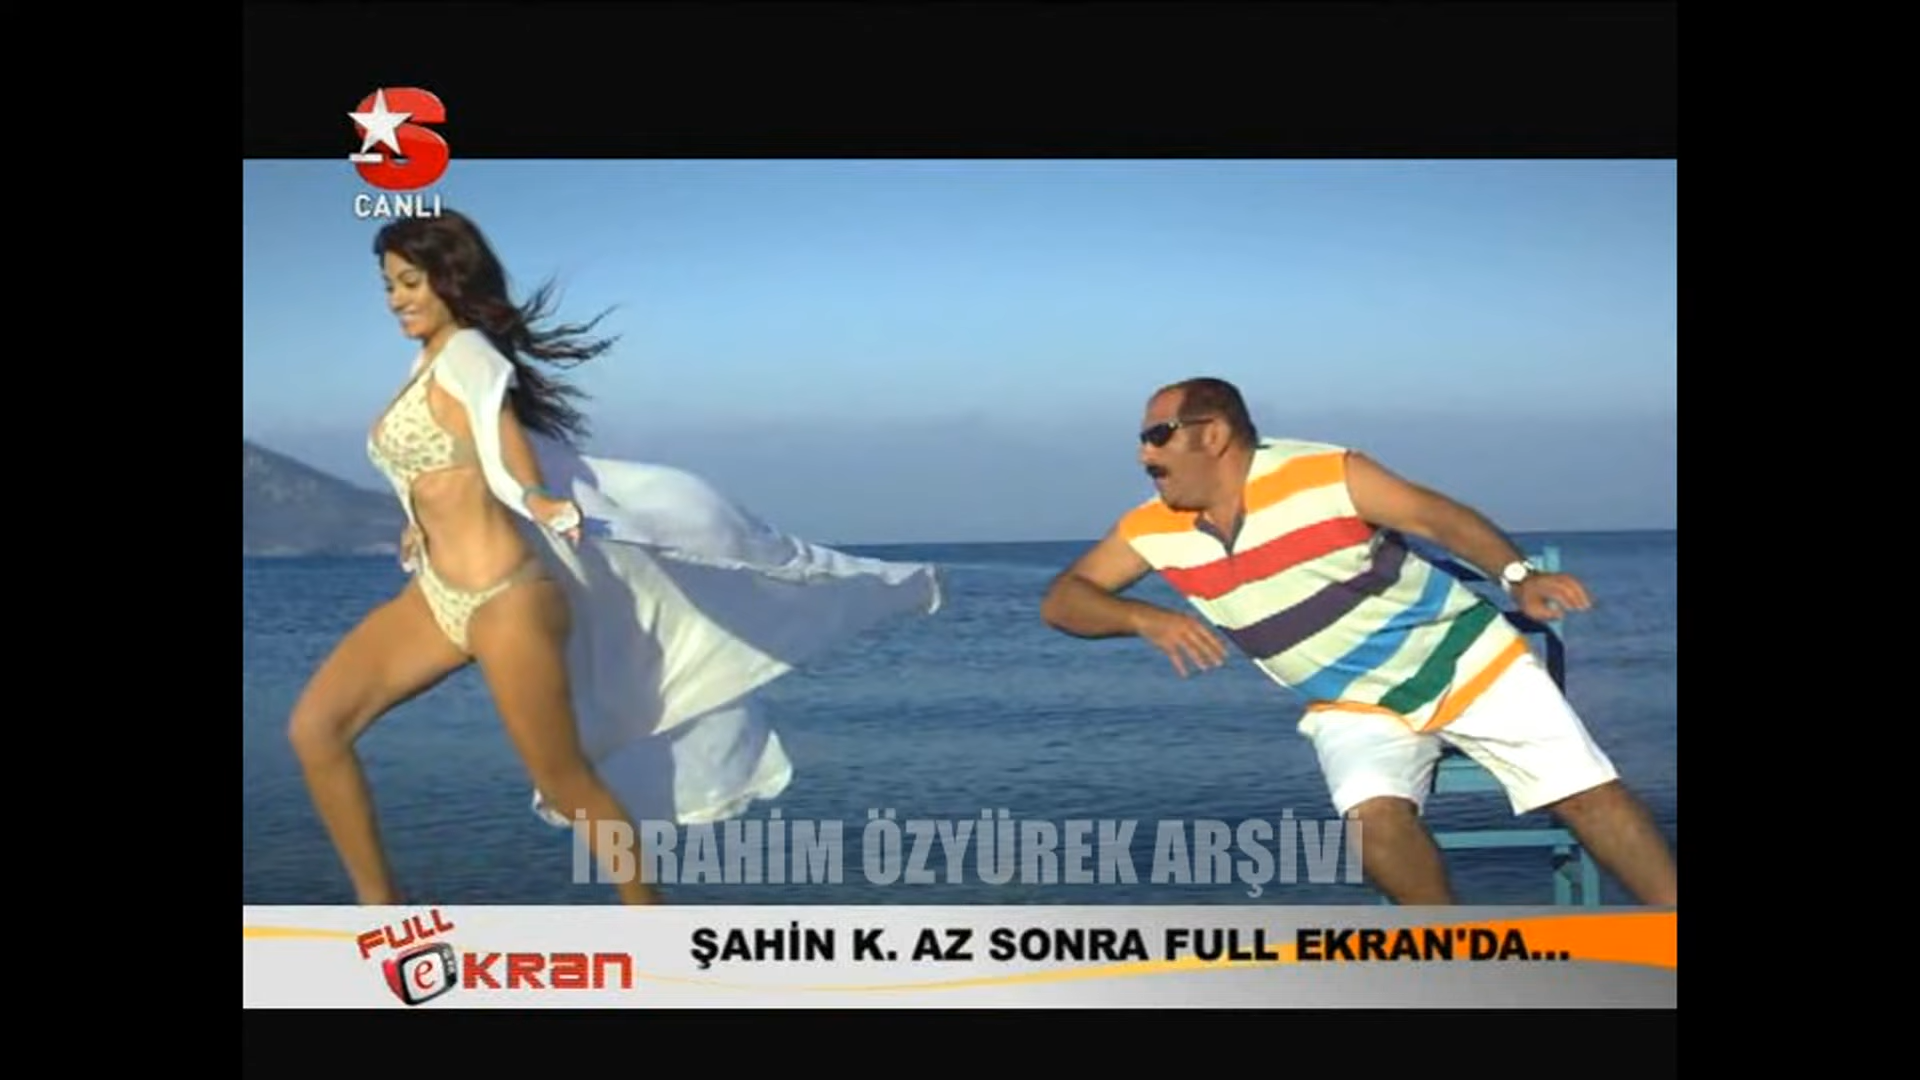 S
CANLI
İBRAHİM ÖZYÜREK ARŞİVİ
FULL
eKRAN
ŞAHİN K. AZ SONRA FULL EKRAN'DA...